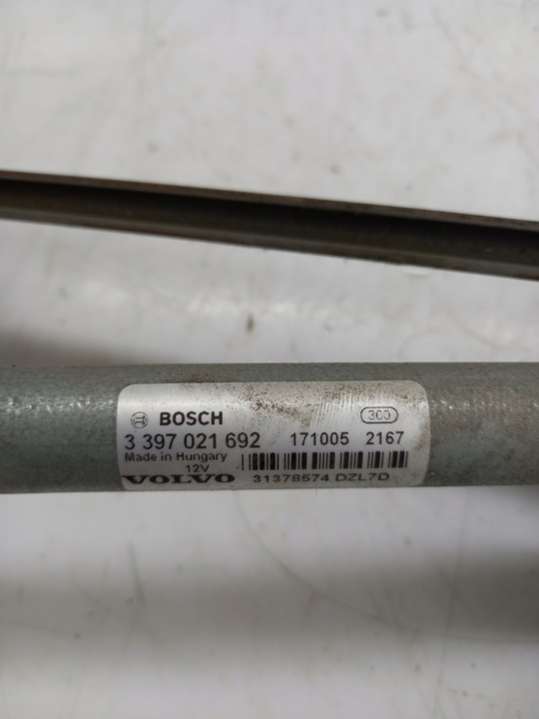 BOSCH 300
3 397 021 692 171005 2167
Made in Hungary
12V
VOLVO 31378574 DZL7D